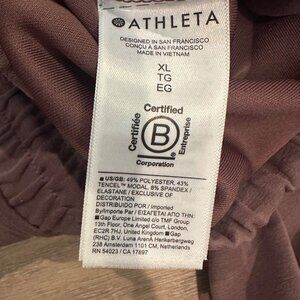 ATHLETA
DESIGNED IN SAN FRANCISCO
CONÇU À SAN FRANCISCO
MADE IN VIETNAM
XL
TG
EG
Certified
Certifiée
B
Entreprise
Corporation
■ US/GB: 49% POLYESTER, 43%
TENCEL™ MODAL, 8% SPANDEX /
ELASTANE / EXCLUSIVE OF
DECORATION
DISTRIBUIDO POR / Imported
by/Importe Par / ΕΙΣΑΓΕΤΑΙ ΑΠΟ ΤΗΝ:
■ Gap Europe Limited c/o TMF Group
13th Floor, One Angel Court, London,
EC2R 7HJ, United Kingdom ■ Gap
(RHC) B.V. Luna ArenA Herikerbergweg
238 Amsterdam 1101 CM, Netherlands
RN 54023 / CA 17897